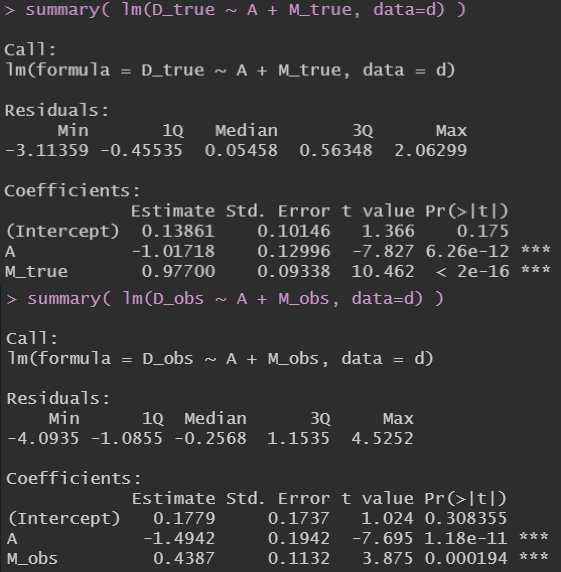 > summary( lm(D_true ~ A + M_true, data=d) )
Call:
lm(formula = D_true ~ A + M_true, data = d)
Residuals:
Min 1Q Median 3Q Max
-3.11359 -0.45535 0.05458 0.56348 2.06299
Coefficients:
Estimate Std. Error t value Pr(>|t|)
(Intercept) 0.13861 0.10146 1.366 0.175
A -1.01718 0.12996 -7.827 6.26e-12 ***
M_true 0.97700 0.09338 10.462 < 2e-16 ***
> summary( lm(D_obs ~ A + M_obs, data=d) )
Call:
lm(formula = D_obs ~ A + M_obs, data = d)
Residuals:
Min 1Q Median 3Q Max
-4.0935 -1.0855 -0.2568 1.1535 4.5252
Coefficients:
Estimate Std. Error t value Pr(>|t|)
(Intercept) 0.1779 0.1737 1.024 0.308355
A -1.4942 0.1942 -7.695 1.18e-11 ***
M_obs 0.4387 0.1132 3.875 0.000194 ***